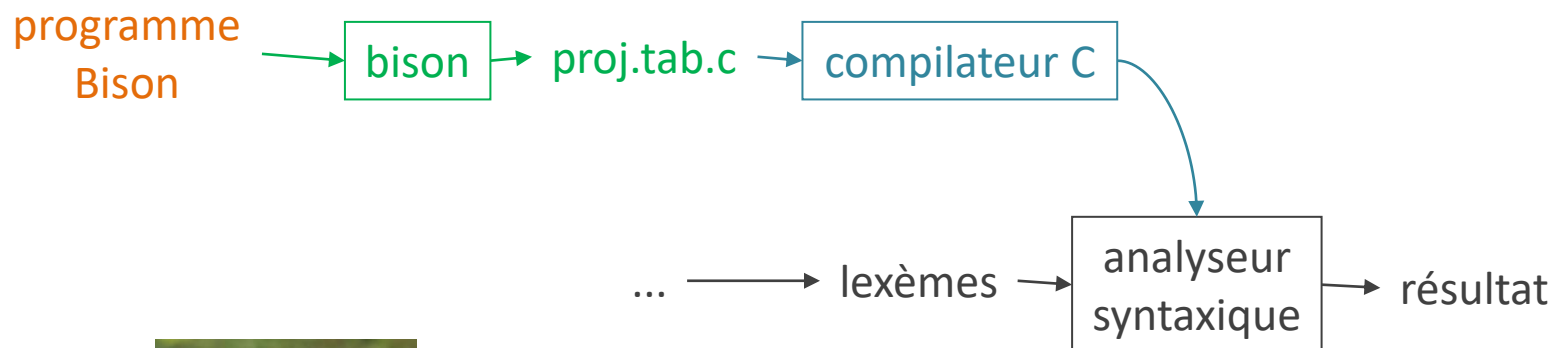 programme
Bison
bison
proj.tab.c
compilateur C
... 
lexèmes
analyseur
syntaxique
résultat